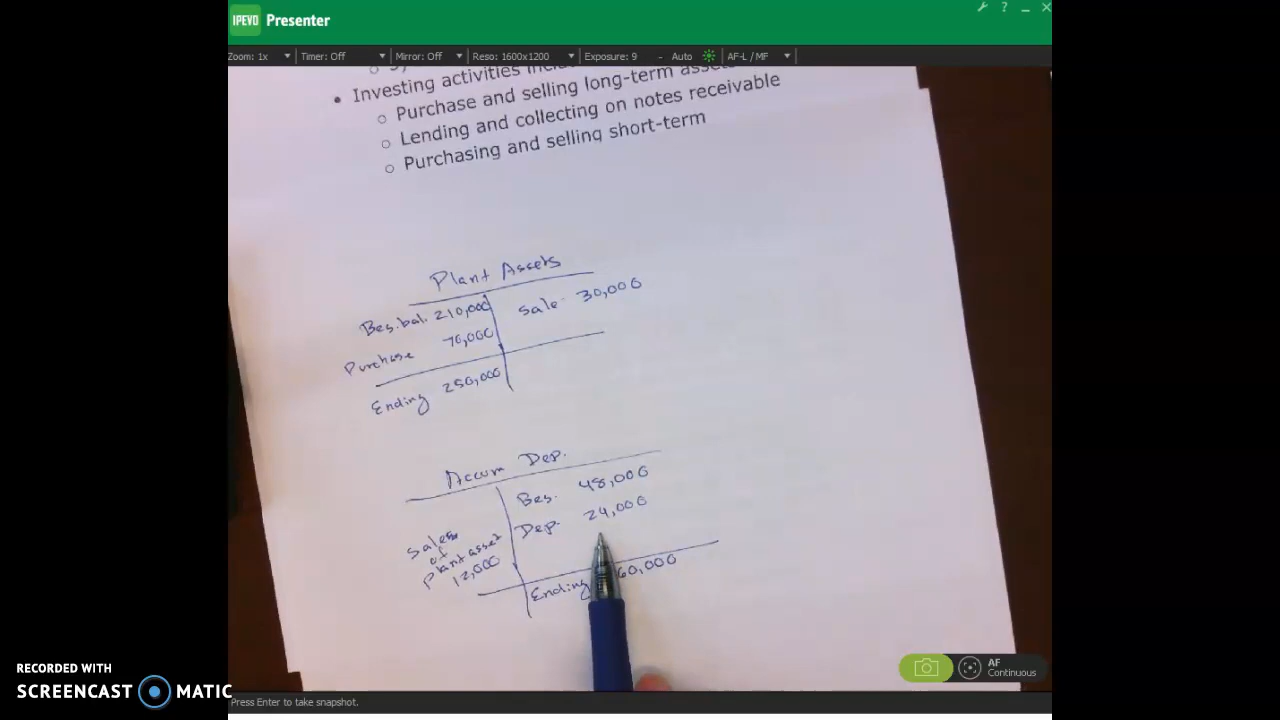 IPEVO Presenter
Zoom: 1x Timer: Off Mirror: Off Reso: 1600x1200 Exposure: 9 - Auto AF-L / MF
Investing activities
Purchase and selling long-term
Lending and collecting on notes receivable
Purchasing and selling short-term
Plant Assets
Beg. bal. 210,000 Sale 30,000
Purchase 70,000
Ending 250,000
Accum Dep.
Beg. 48,000
Dep 24,000
Sales
of
Plant asset
12,000
Ending 60,000
AF
Continuous
RECORDED WITH
SCREENCAST MATIC
Press Enter to take snapshot.